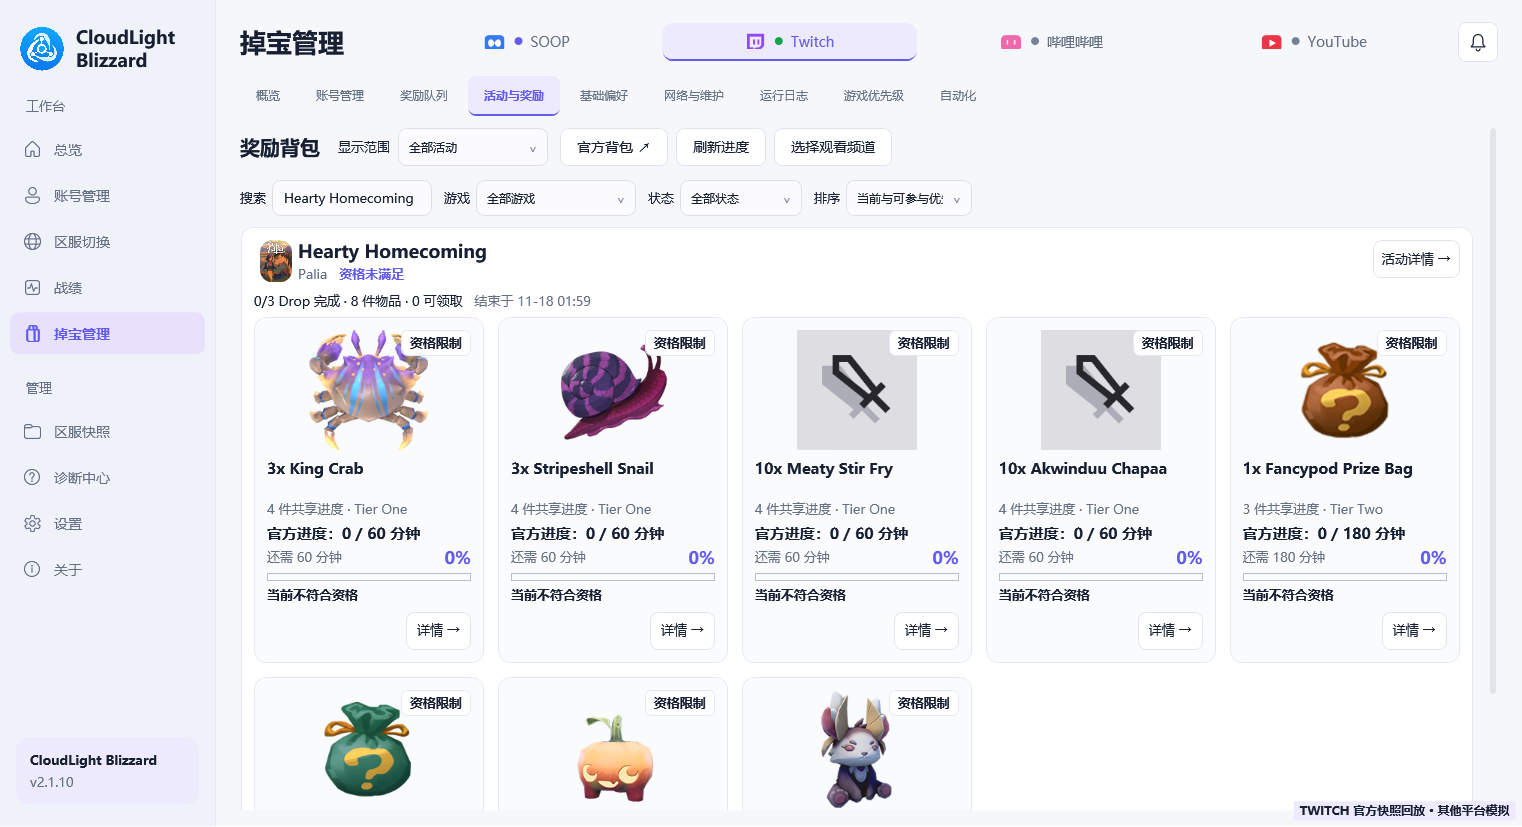 CloudLight
Blizzard
工作台
总览
账号管理
区服切换
战绩
掉宝管理
管理
区服快照
诊断中心
设置
关于
CloudLight Blizzard
v2.1.10
掉宝管理
SOOP
Twitch
哔哩哔哩
YouTube
概览
账号管理
奖励队列
活动与奖励
基础偏好
网络与维护
运行日志
游戏优先级
自动化
奖励背包
显示范围
全部活动
官方背包 ↗
刷新进度
选择观看频道
搜索
Hearty Homecoming
游戏
全部游戏
状态
全部状态
排序
当前与可参与优
Hearty Homecoming
Palia 资格未满足
活动详情 →
0/3 Drop 完成 · 8 件物品 · 0 可领取 结束于 11-18 01:59
资格限制
3x King Crab
4 件共享进度 · Tier One
官方进度：0 / 60 分钟
还需 60 分钟 0%
当前不符合资格
详情 →
资格限制
3x Stripeshell Snail
4 件共享进度 · Tier One
官方进度：0 / 60 分钟
还需 60 分钟 0%
当前不符合资格
详情 →
资格限制
10x Meaty Stir Fry
4 件共享进度 · Tier One
官方进度：0 / 60 分钟
还需 60 分钟 0%
当前不符合资格
详情 →
资格限制
10x Akwinduu Chapaa
4 件共享进度 · Tier One
官方进度：0 / 60 分钟
还需 60 分钟 0%
当前不符合资格
详情 →
资格限制
1x Fancypod Prize Bag
3 件共享进度 · Tier Two
官方进度：0 / 180 分钟
还需 180 分钟 0%
当前不符合资格
详情 →
资格限制
资格限制
资格限制
TWITCH 官方快照回放 • 其他平台模拟